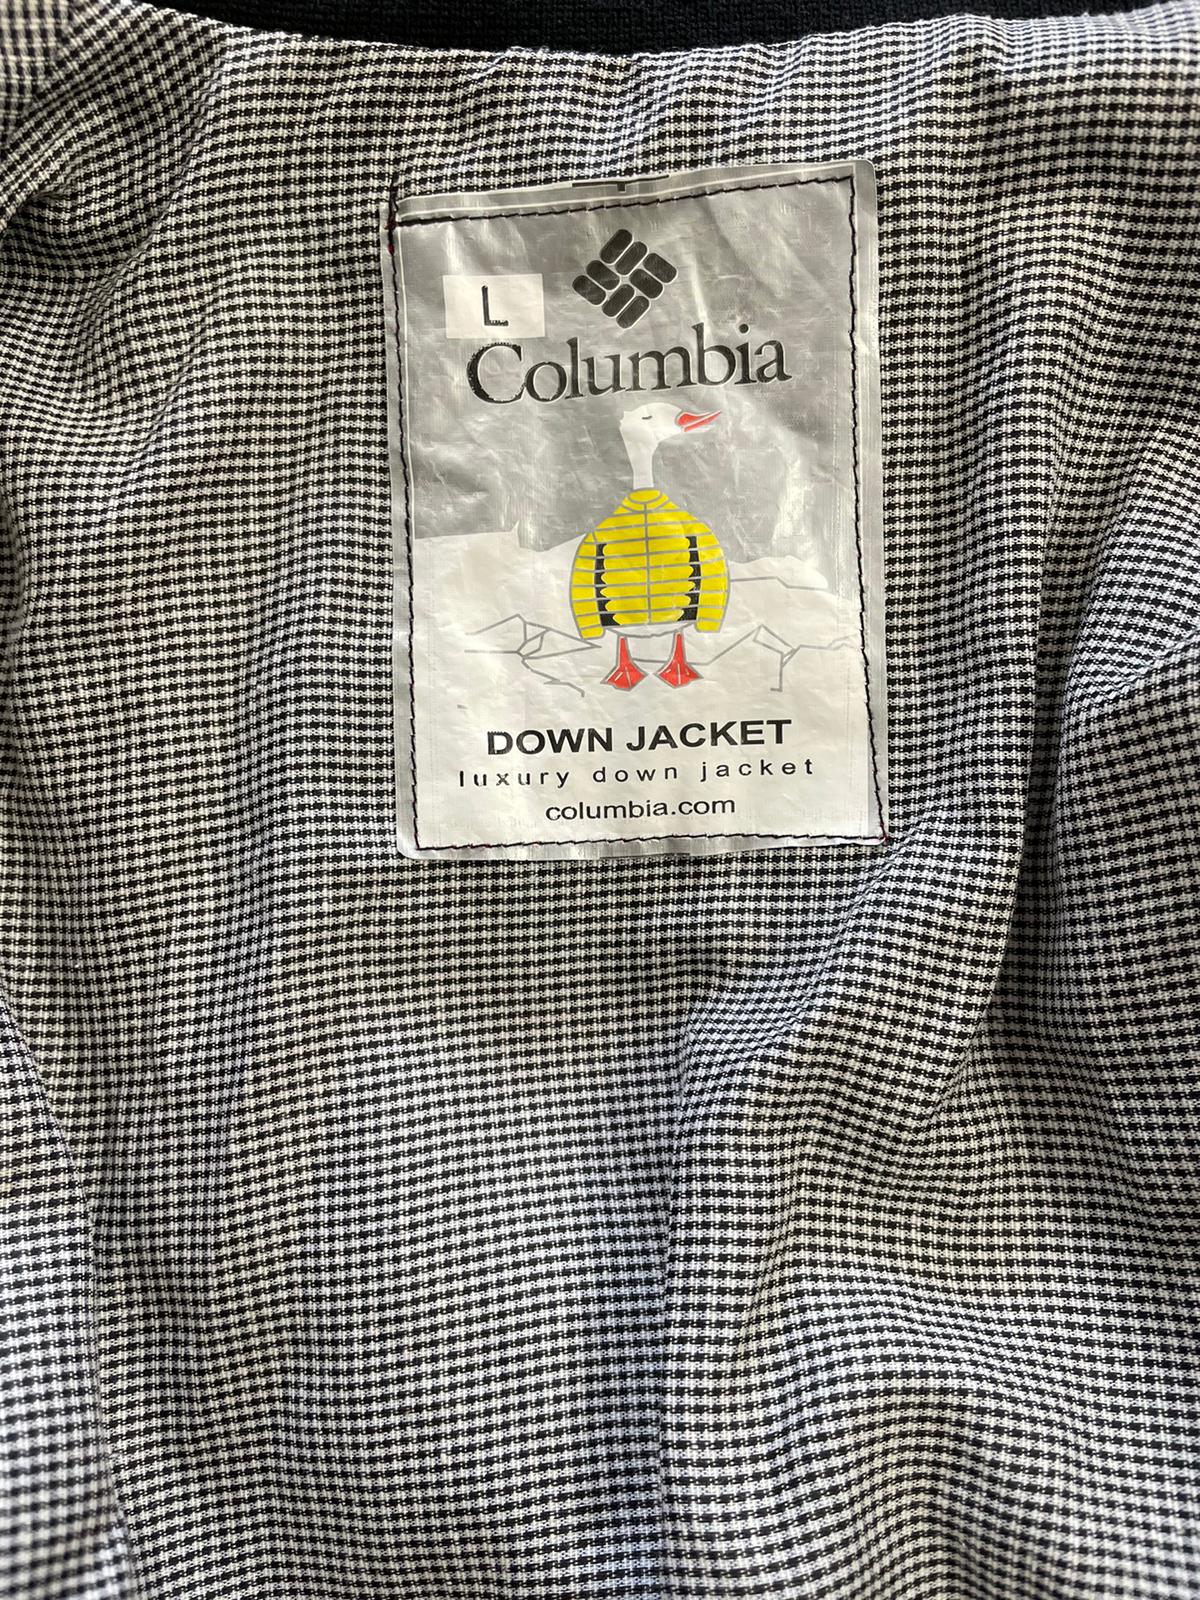 L
Columbia
DOWN JACKET
luxury down jacket
columbia.com